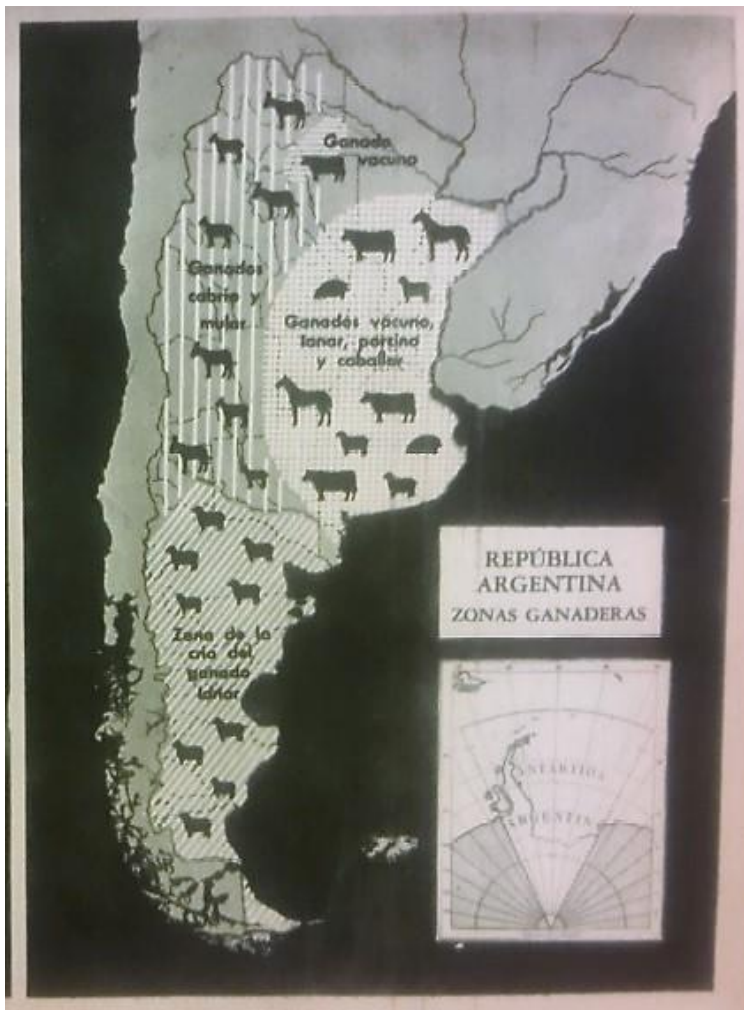 Ganado
vacuno
Ganados
cabrío y
mular
Ganados vacuno,
lanar, porcino
y caballar
Zona de la
cría del
ganado
lanar
REPÚBLICA
ARGENTINA
ZONAS GANADERAS
ANTÁRTIDA
ARGENTINA